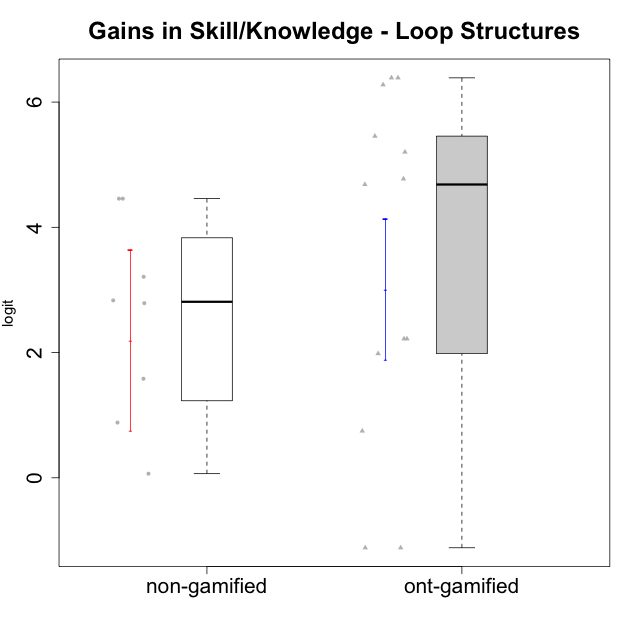 Gains in Skill/Knowledge - Loop Structures
6
4
2
0
logit
non-gamified
ont-gamified